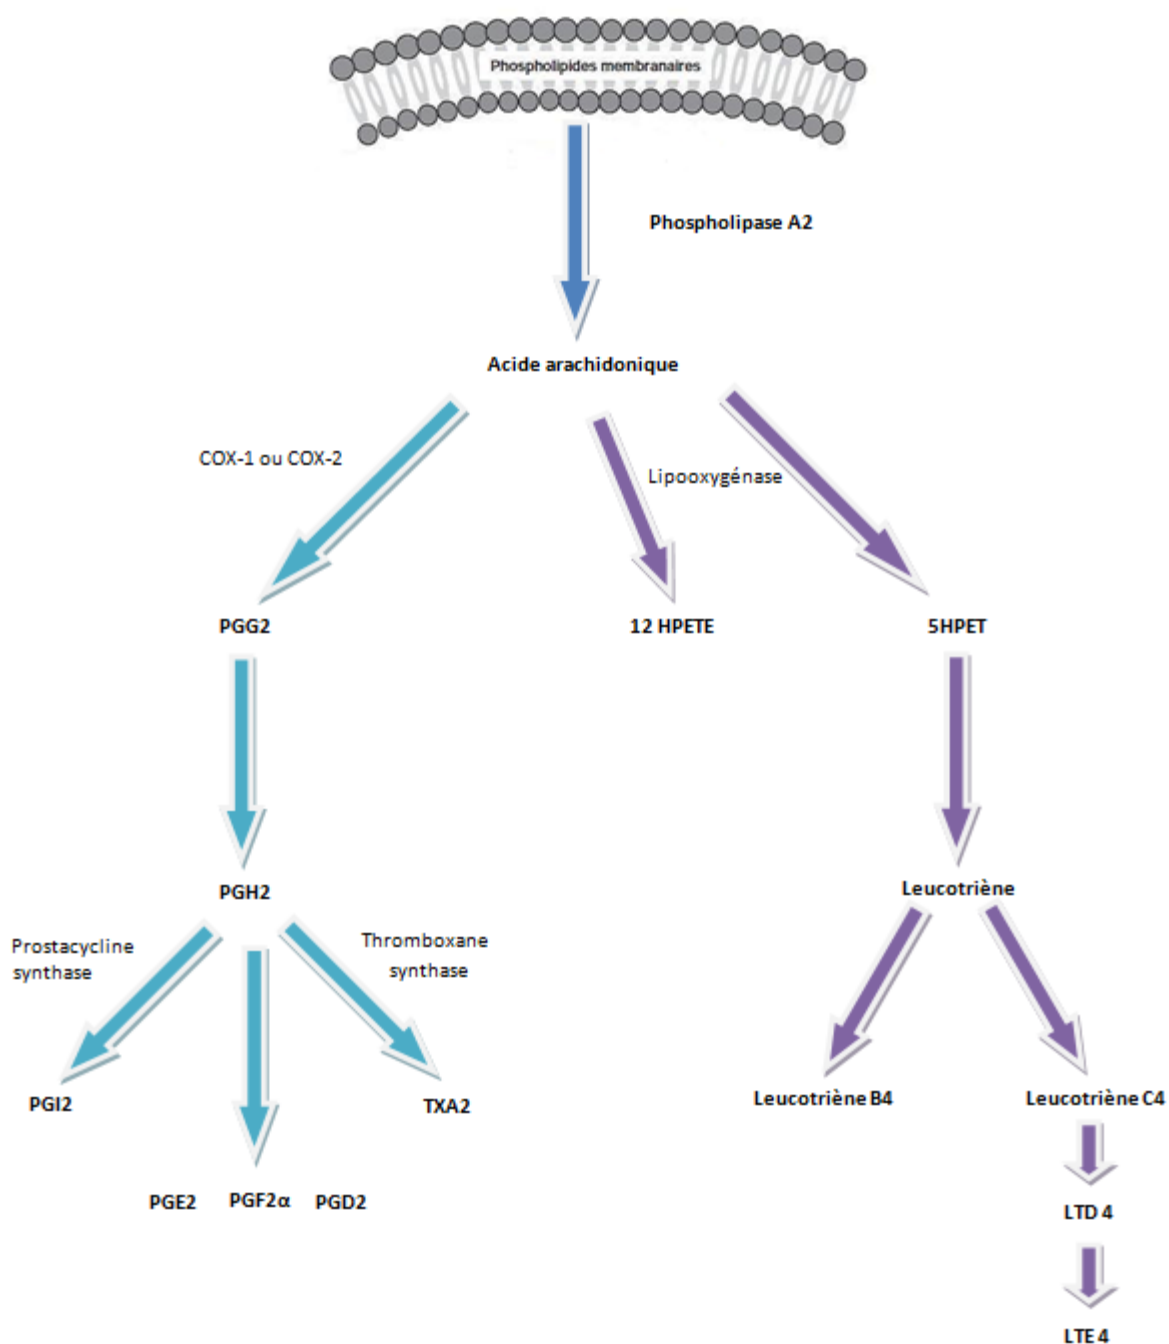 Phospholipides membranaires
Phospholipase A2
Acide arachidonique
COX-1 ou COX-2
Lipooxygénase
PGG2
12 HPETE
5HPET
PGH2
Leucotriène
Prostacycline
synthase
Thromboxane
synthase
PGI2
TXA2
Leucotriène B4
Leucotriène C4
PGE2
PGF2α
PGD2
LTD 4
LTE 4